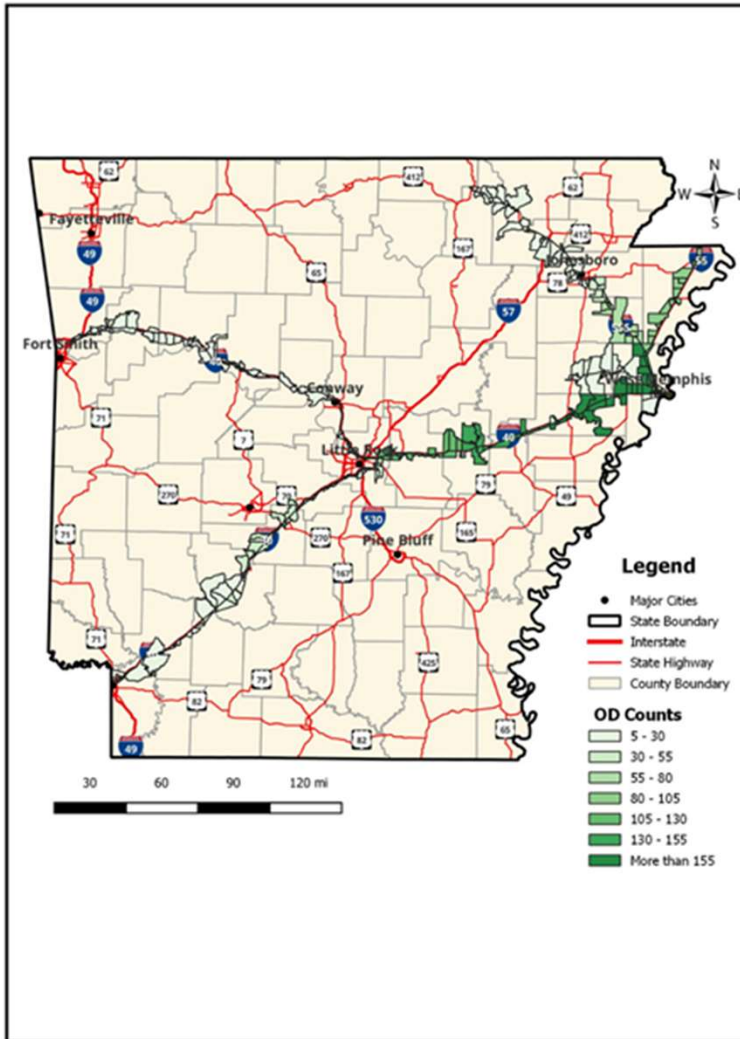 62
412
62
N
W
E
S
Fayetteville
49
167
412
55
65
Jonesboro
78
49
57
Fort Smith
West Memphis
Conway
71
7
40
Little Rock
270
70
79
49
530
165
71
270
Pine Bluff
167
Legend
Major Cities
State Boundary
71
Interstate
425
State Highway
79
County Boundary
82
65
OD Counts
82
49
5 - 30
30 - 55
30 60 90 120 mi
55 - 80
80 - 105
105 - 130
130 - 155
More than 155